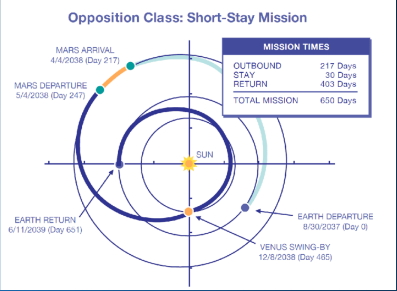 Opposition Class: Short-Stay Mission
MARS ARRIVAL
4/4/2038 (Day 217)
MARS DEPARTURE
5/4/2038 (Day 247)
MISSION TIMES
OUTBOUND 217 Days
STAY 30 Days
RETURN 403 Days
TOTAL MISSION 650 Days
SUN
EARTH RETURN
6/11/2039 (Day 651)
EARTH DEPARTURE
8/30/2037 (Day 0)
VENUS SWING-BY
12/8/2038 (Day 465)